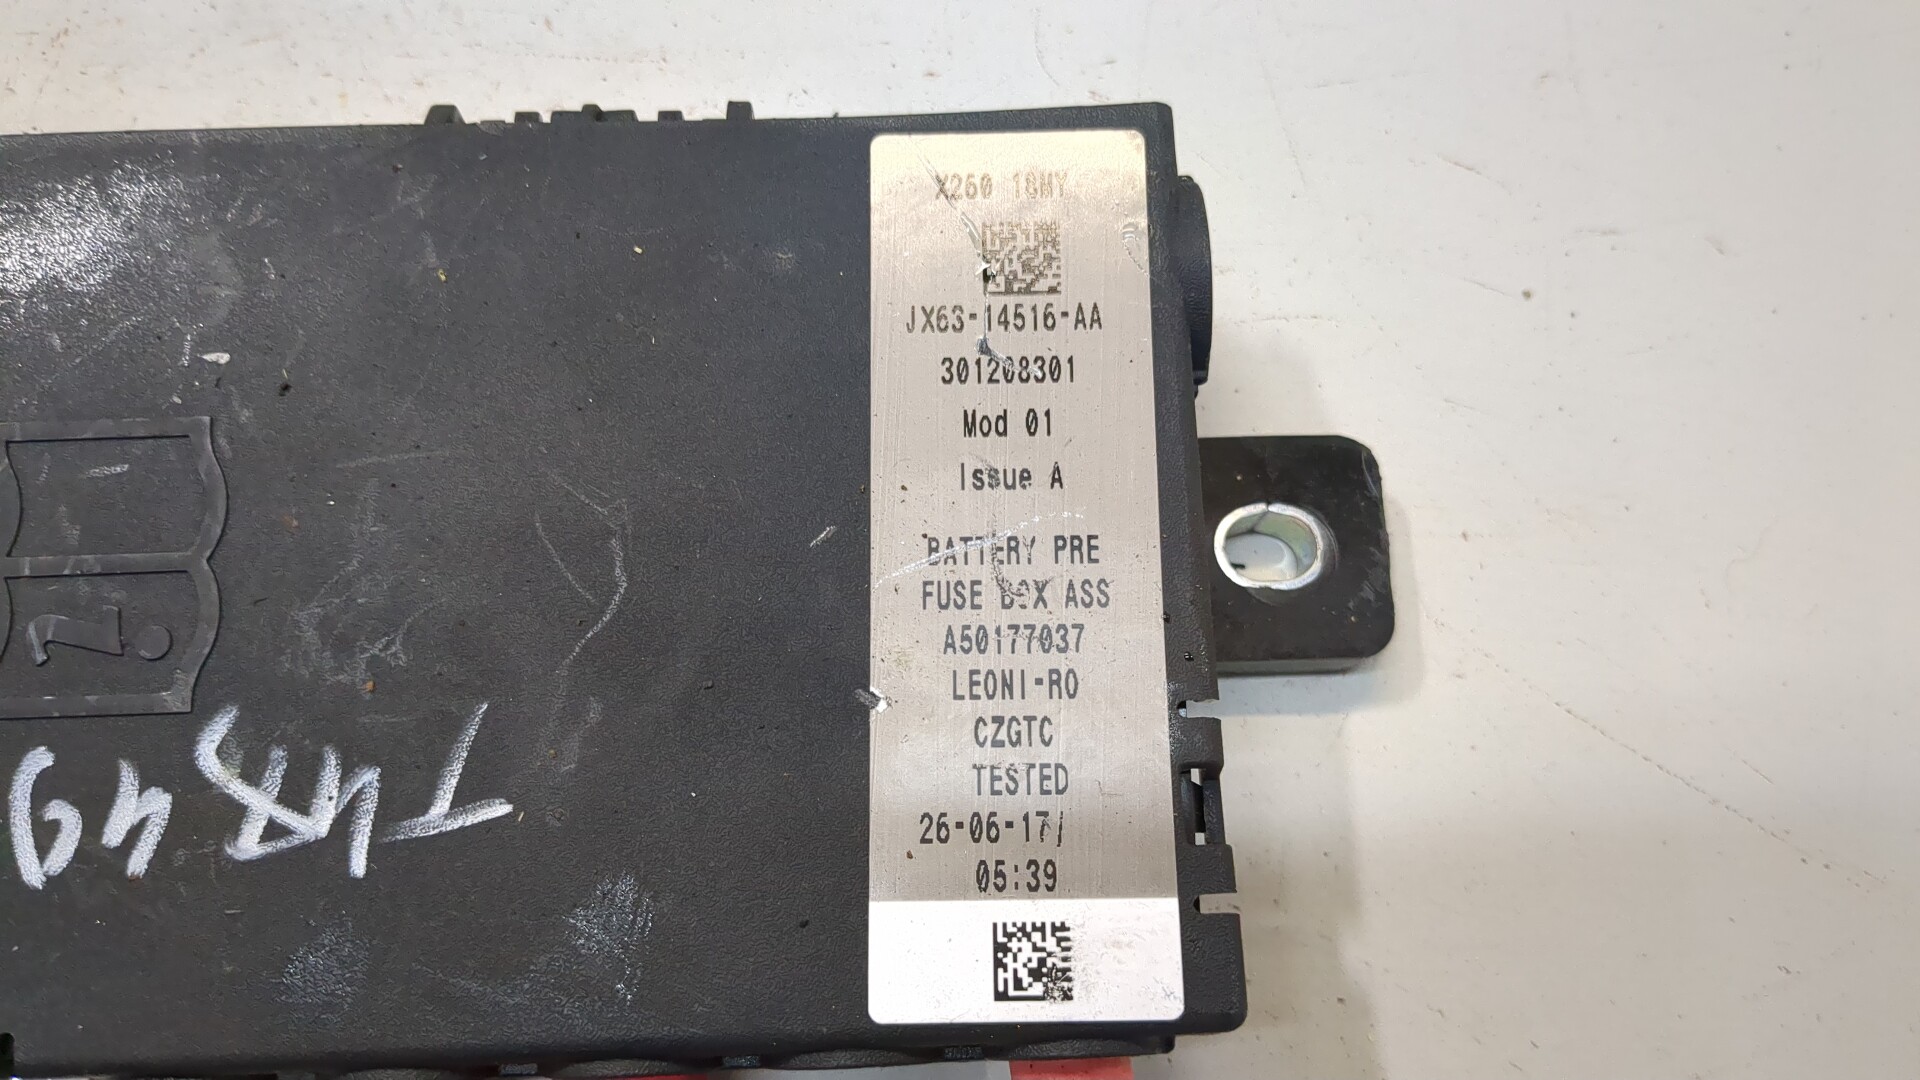 X260 18MY
JX63-14516-AA
301208301
Mod 01
Issue A
BATTERY PRE
FUSE BOX ASS
A50177037
LEONI-RO
CZGTC
TESTED
26-06-17/
05:39
i